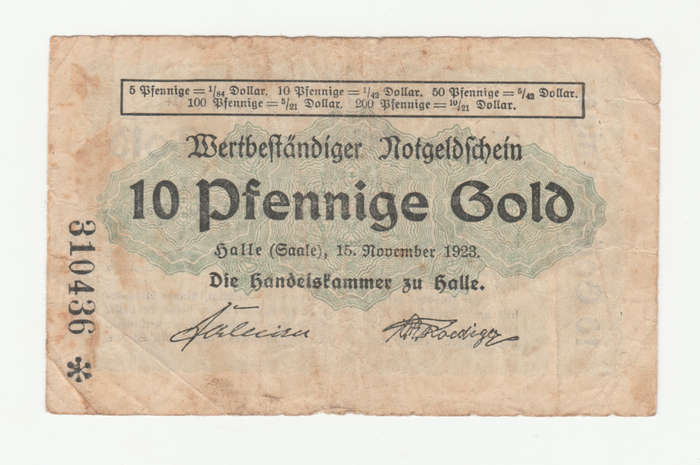 5 Pfennige = 1/84 Dollar. 10 Pfennige = 1/42 Dollar. 50 Pfennige = 5/42 Dollar.
100 Pfennige = 5/21 Dollar. 200 Pfennige = 10/21 Dollar.
Wertbeständiger Notgeldschein
10 Pfennige Gold
Halle (Saale), 15. November 1923.
Die Handelskammer zu Halle.
310436 *